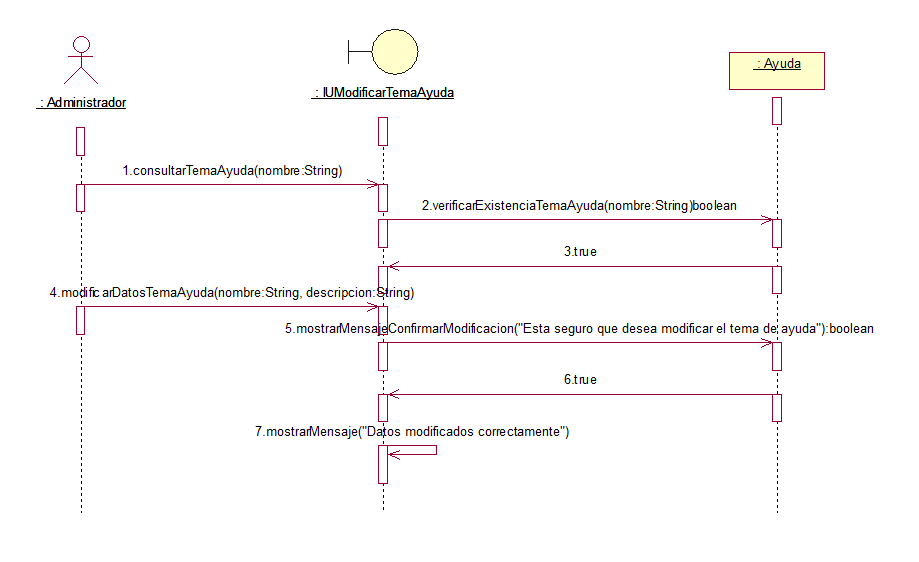 : Administrador
: IUModificarTemaAyuda
: Ayuda
1.consultarTemaAyuda(nombre:String)
2.verificarExistenciaTemaAyuda(nombre:String)boolean
3.true
4.modificarDatosTemaAyuda(nombre:String, descripcion:String)
5.mostrarMensajeConfirmarModificacion("Esta seguro que desea modificar el tema de ayuda"):boolean
6.true
7.mostrarMensaje("Datos modificados correctamente")